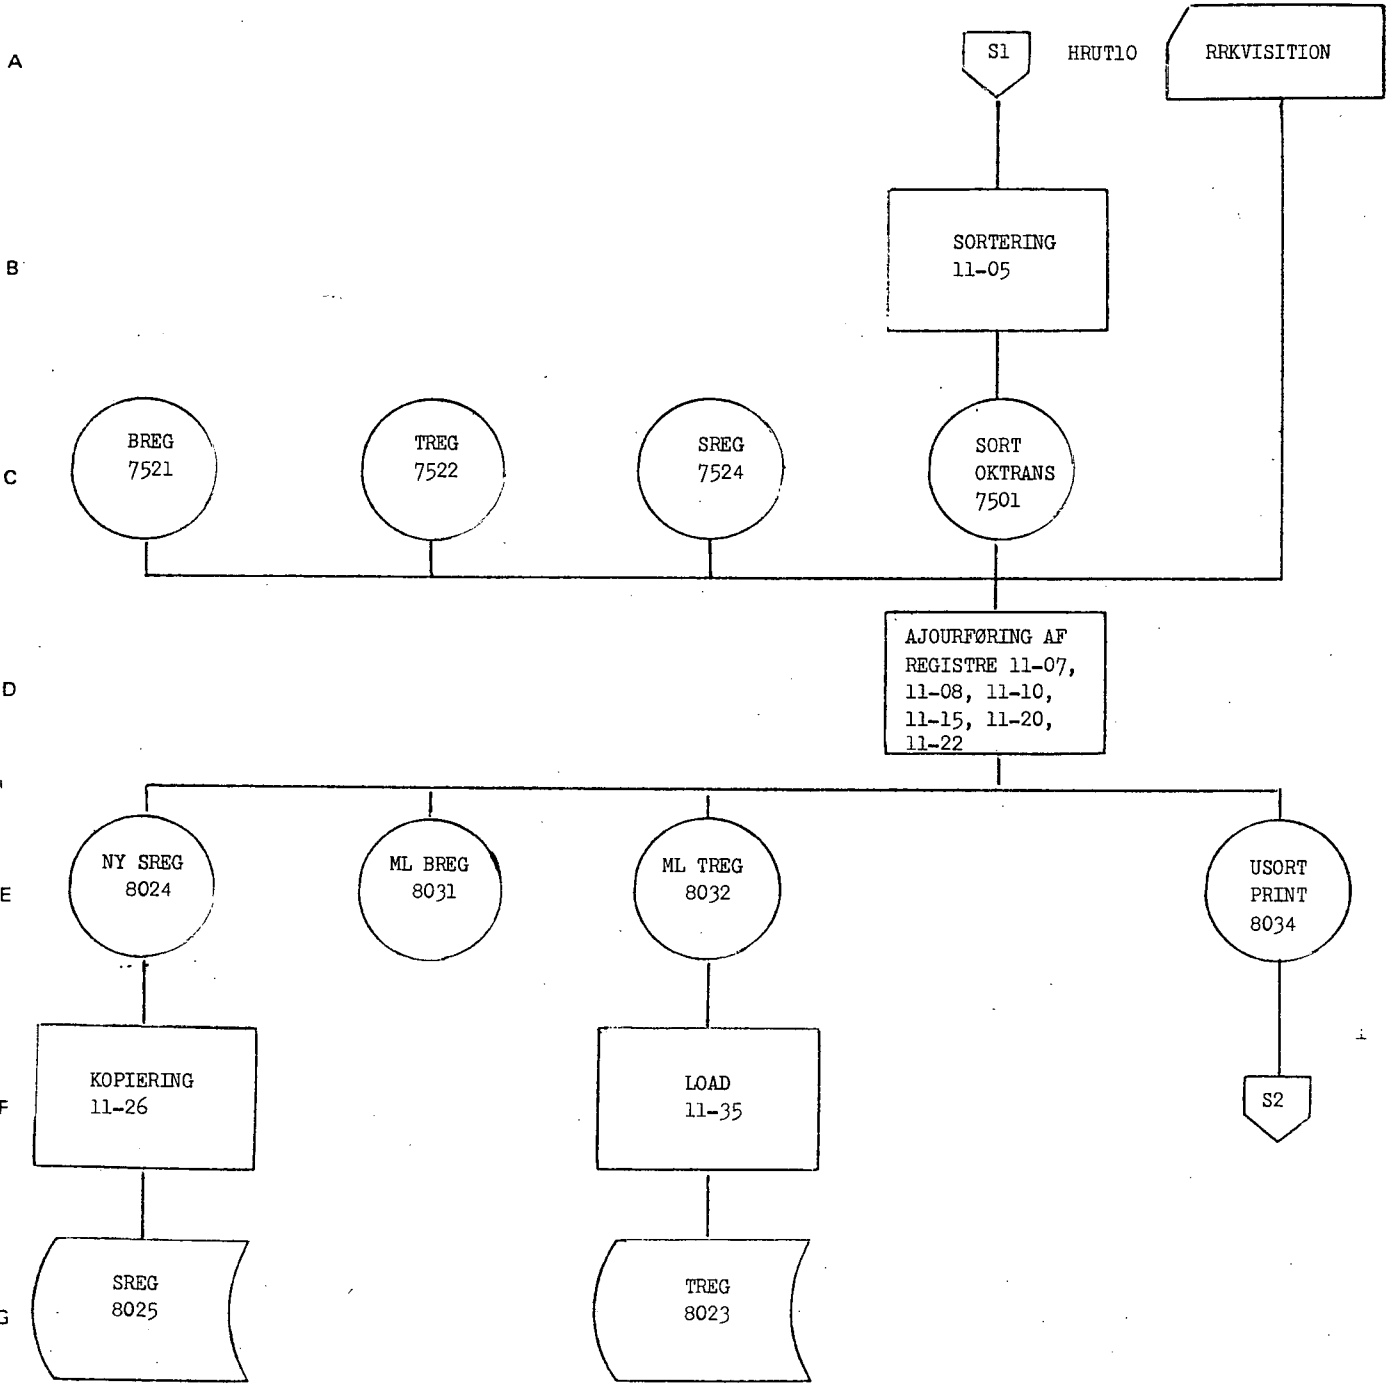 A
S1
HRUT10
RRKVISITION
B
SORTERING
11-05
C
BREG
7521
TREG
7522
SREG
7524
SORT
OKTRANS
7501
D
AJOURFØRING AF
REGISTRE 11-07,
11-08, 11-10,
11-15, 11-20,
11-22
E
NY SREG
8024
ML BREG
8031
ML TREG
8032
USORT
PRINT
8034
F
KOPIERING
11-26
LOAD
11-35
S2
G
SREG
8025
TREG
8023